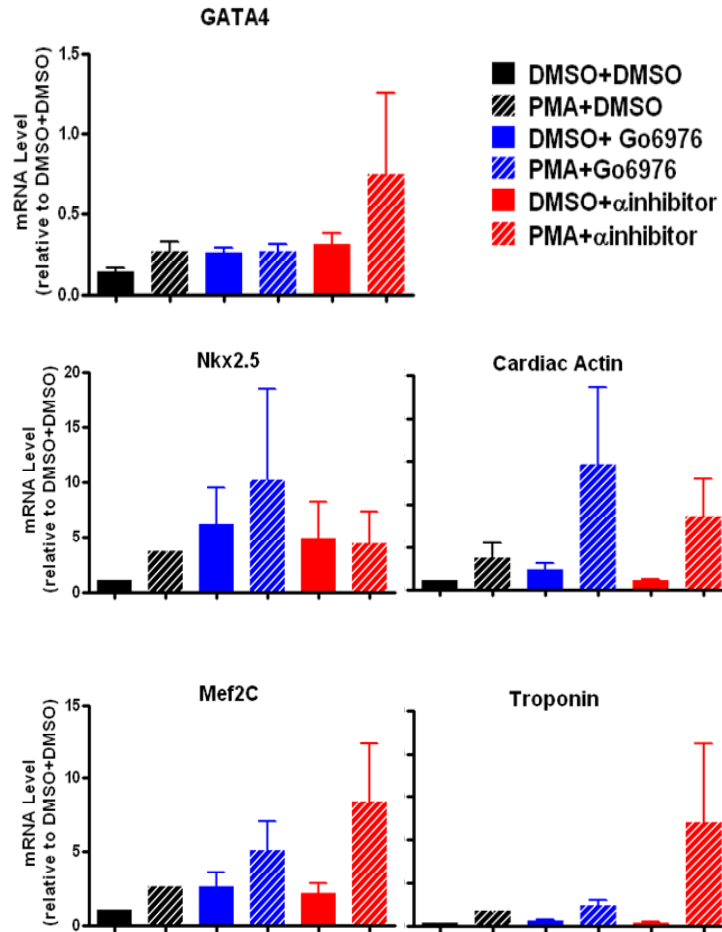 GATA4
mRNA Level
(relative to DMSO+DMSO)
1.5
1.0
0.5
0.0
DMSO+DMSO
PMA+DMSO
DMSO+ Go6976
PMA+Go6976
DMSO+αinhibitor
PMA+αinhibitor
Nkx2.5
mRNA Level
(relative to DMSO+DMSO)
20
15
10
5
0
Cardiac Actin
Mef2C
mRNA Level
(relative to DMSO+DMSO)
15
10
5
0
Troponin